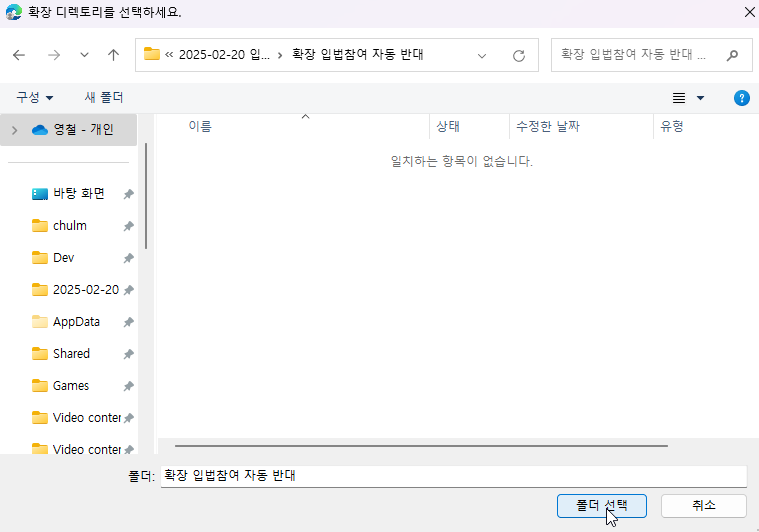 확장 디렉토리를 선택하세요.
« 2025-02-20 입... › 확장 입법참여 자동 반대
확장 입법참여 자동 반대 ...
구성 새 폴더
영철 - 개인
이름 상태 수정한 날짜 유형
일치하는 항목이 없습니다.
바탕 화면
chulm
Dev
2025-02-20
AppData
Shared
Games
Video conter
Video conter
폴더: 확장 입법참여 자동 반대
폴더 선택 취소